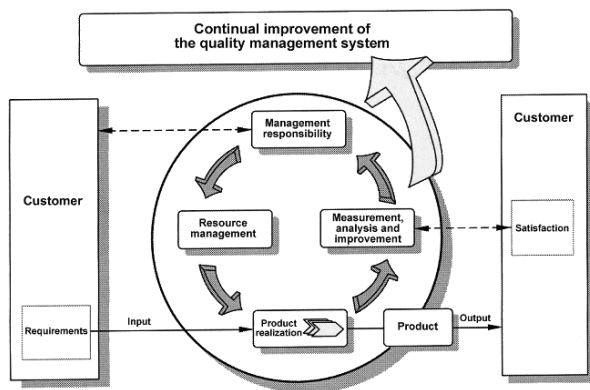 Continual improvement of
the quality management system
Customer
Requirements
Input
Management
responsibility
Resource
management
Measurement,
analysis and
improvement
Product
realization
Product
Output
Customer
Satisfaction